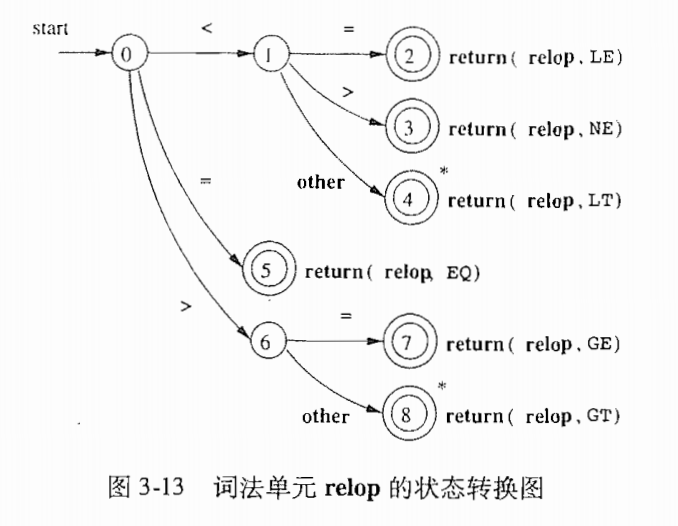 start
<
=
0
1
2
return( relop, LE)
>
3
return( relop, NE)
other
*
4
return( relop, LT)
=
5
return( relop, EQ)
>
=
6
7
return( relop, GE)
other
*
8
return( relop, GT)
图 3-13 词法单元 relop 的状态转换图